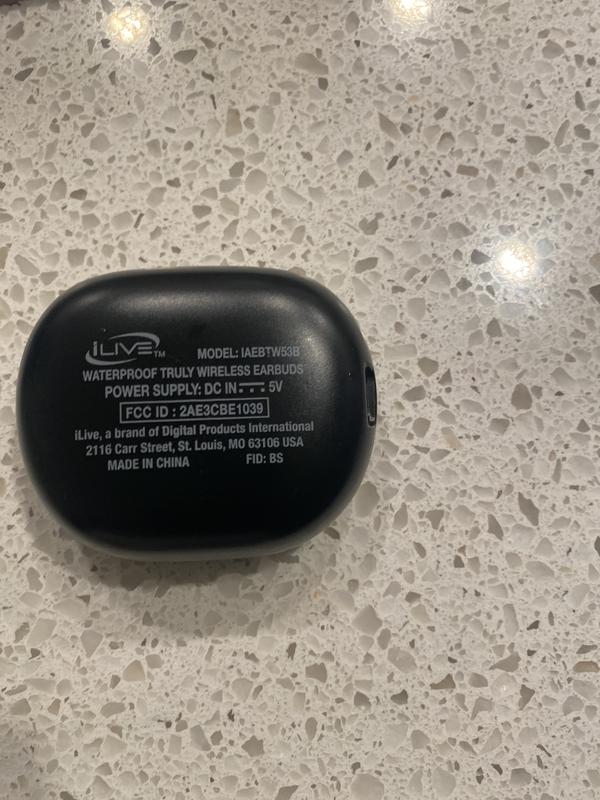 iLIVE™ MODEL: IAEBTW53B
WATERPROOF TRULY WIRELESS EARBUDS
POWER SUPPLY: DC IN ⎓ 5V
FCC ID : 2AE3CBE1039
iLive, a brand of Digital Products International
2116 Carr Street, St. Louis, MO 63106 USA
MADE IN CHINA FID: BS